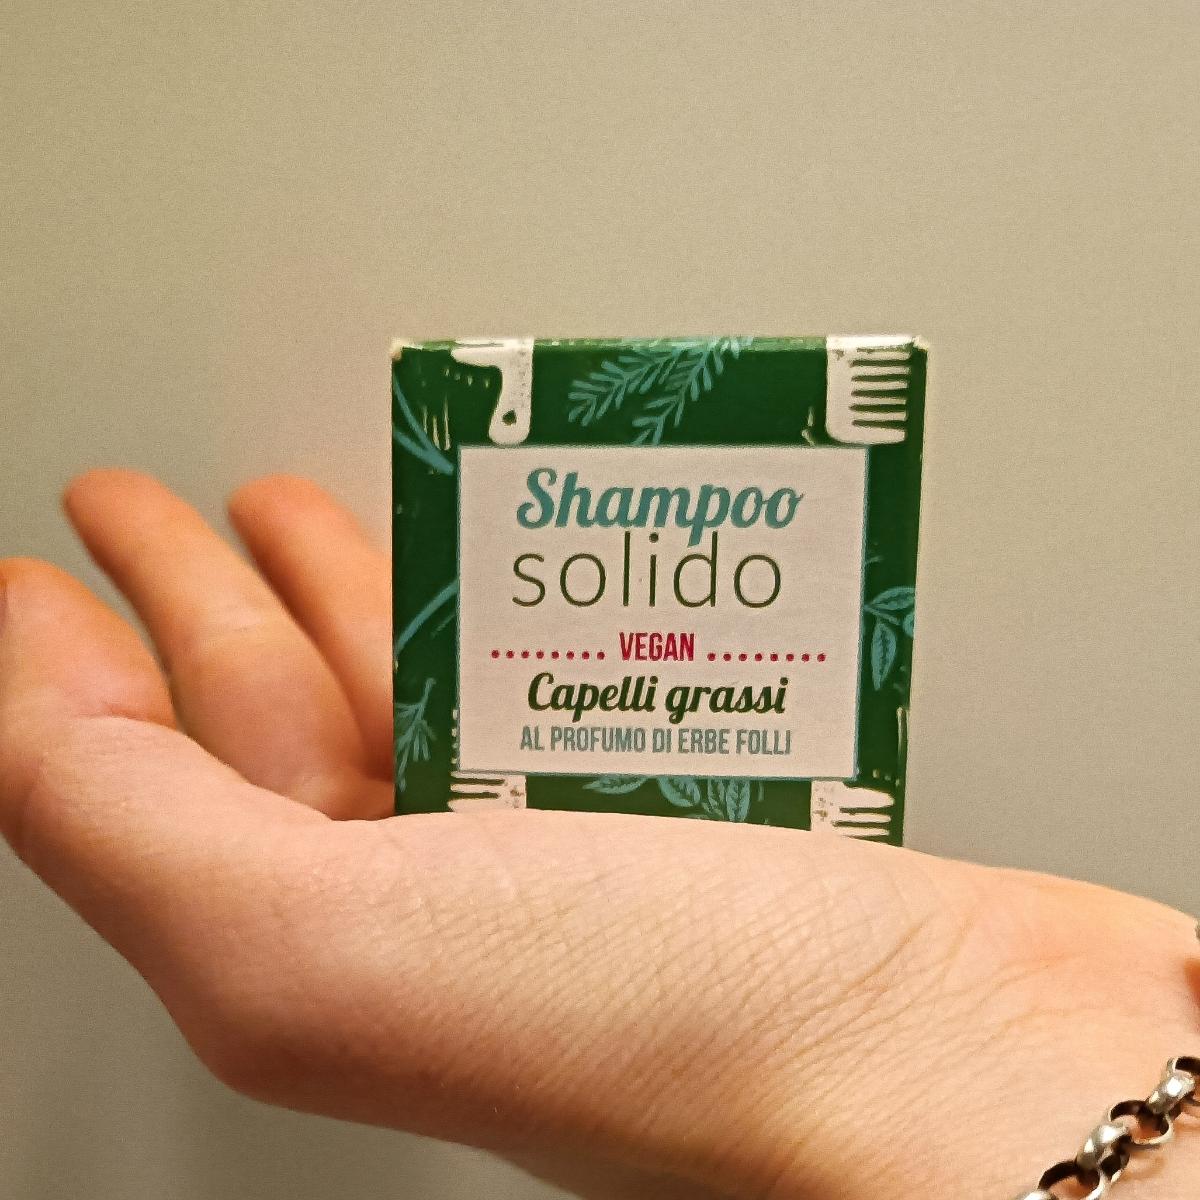 Shampoo
solido
VEGAN
Capelli grassi
AL PROFUMO DI ERBE FOLLI